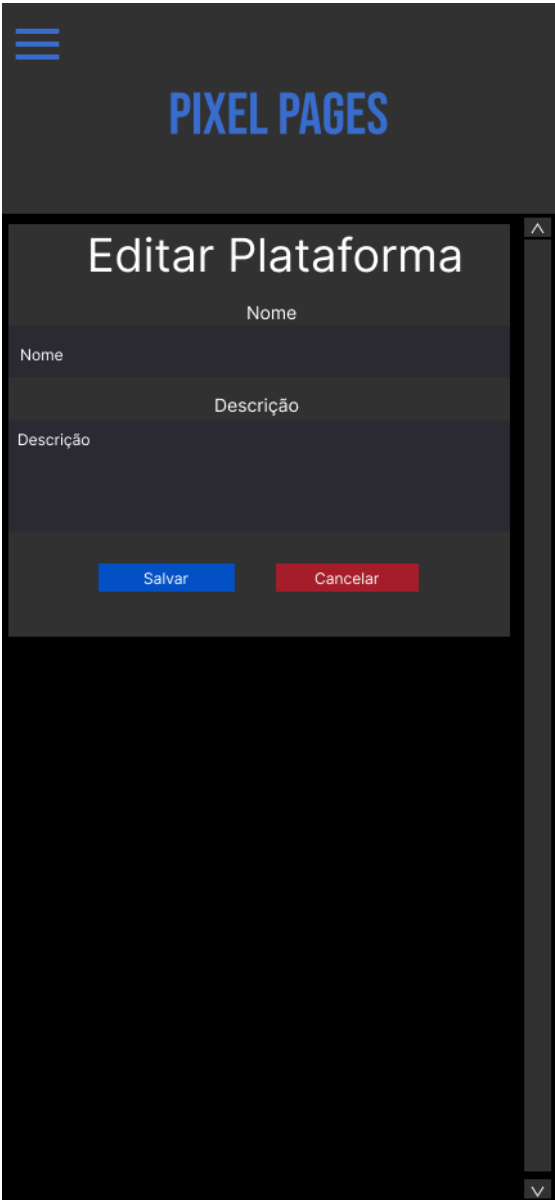 PIXEL PAGES
Editar Plataforma
Nome
Nome
Descrição
Descrição
Salvar
Cancelar